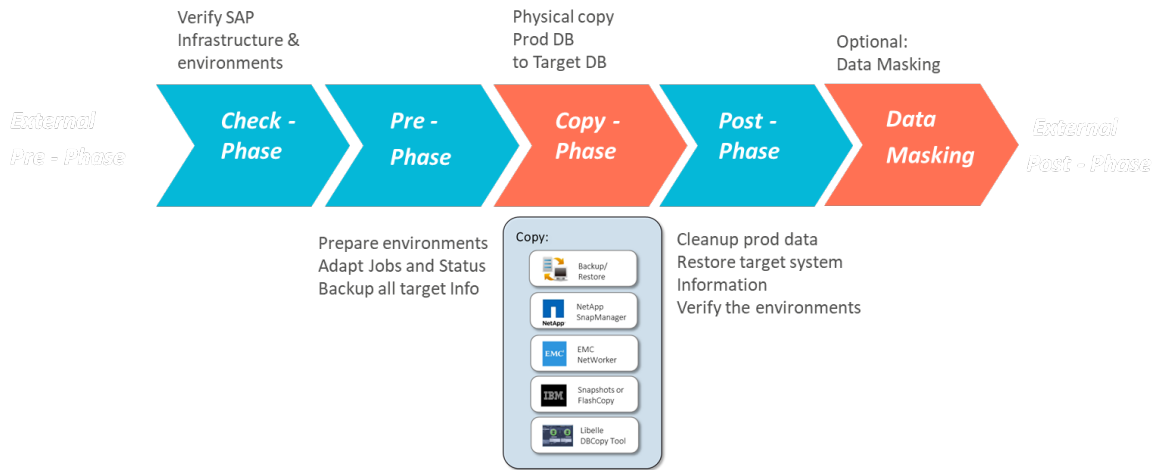 Verify SAP
Infrastructure &
environments
Physical copy
Prod DB
to Target DB
Optional:
Data Masking
External
Pre - Phase
Check -
Phase
Pre -
Phase
Copy -
Phase
Post -
Phase
Data
Masking
External
Post - Phase
Prepare environments
Adapt Jobs and Status
Backup all target Info
Copy:
Backup/
Restore
NetApp
NetApp
SnapManager
EMC
EMC
NetWorker
IBM
Snapshots or
FlashCopy
Libelle
DBCopy Tool
Cleanup prod data
Restore target system
Information
Verify the environments